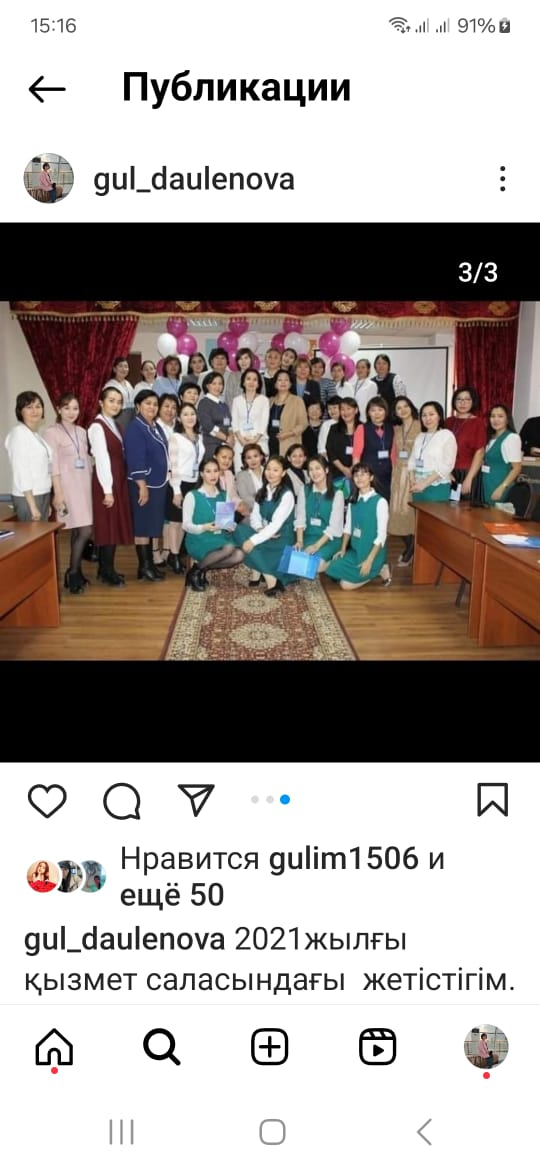 15:16
91%
Публикации
gul_daulenova
3/3
Нравится gulim1506 и
ещё 50
gul_daulenova 2021жылғы
қызмет саласындағы жетістігім.